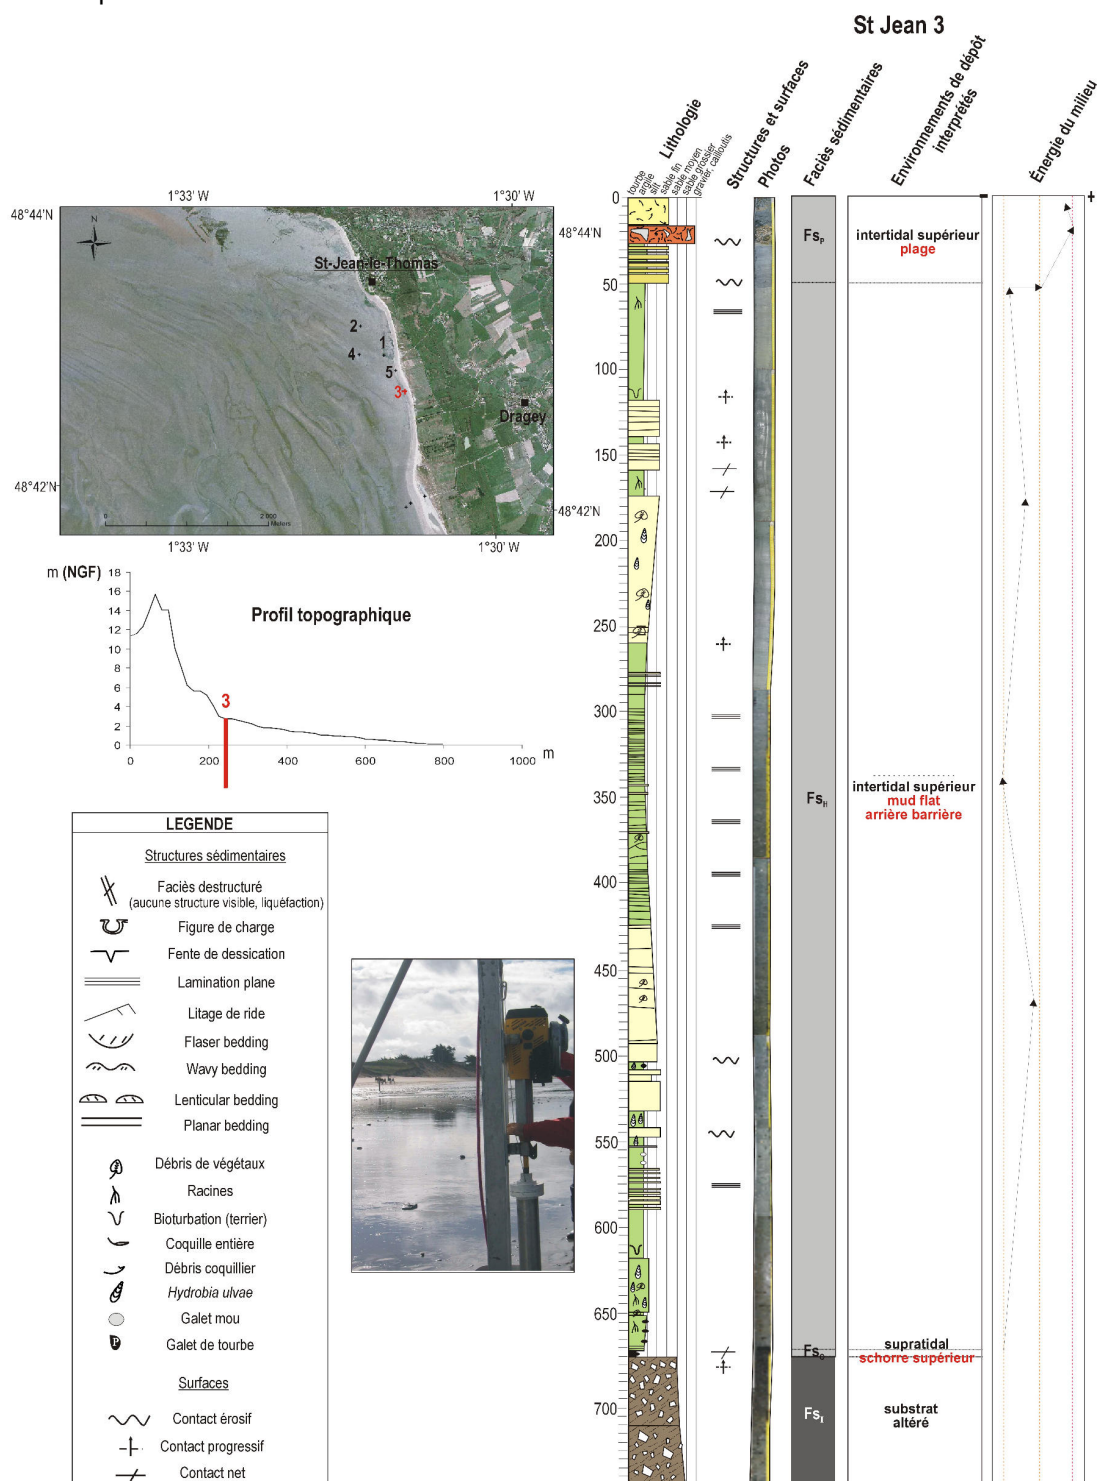 St Jean 3
Lithologie
tourbe
argile
silt
sable fin
sable moyen
sable grossier
gravier, cailloutis
Structures et surfaces
Photos
Faciès sédimentaires
Environnements de dépôt
interprétés
Énergie du milieu
- +
1°33' W 1°30' W
48°44'N
48°44'N
N
St-Jean-le-Thomas
2
1
4
5
3
Dragey
48°42'N
48°42'N
0 2 000
Meters
1°33' W 1°30' W
m (NGF)
18
16
14
12
10
8
6
4
2
0
Profil topographique
3
0 200 400 600 800 1000
m
LEGENDE
Structures sédimentaires
Faciès destructuré
(aucune structure visible, liquéfaction)
Figure de charge
Fente de dessication
Lamination plane
Litage de ride
Flaser bedding
Wavy bedding
Lenticular bedding
Planar bedding
Débris de végétaux
Racines
Bioturbation (terrier)
Coquille entière
Débris coquillier
Hydrobia ulvae
Galet mou
P
Galet de tourbe
Surfaces
Contact érosif
Contact progressif
Contact net
0
50
100
150
200
250
300
350
400
450
500
550
600
650
700
FsP
intertidal supérieur
plage
FsH
intertidal supérieur
mud flat
arrière barrière
supratidal
schorre supérieur
substrat
altéré